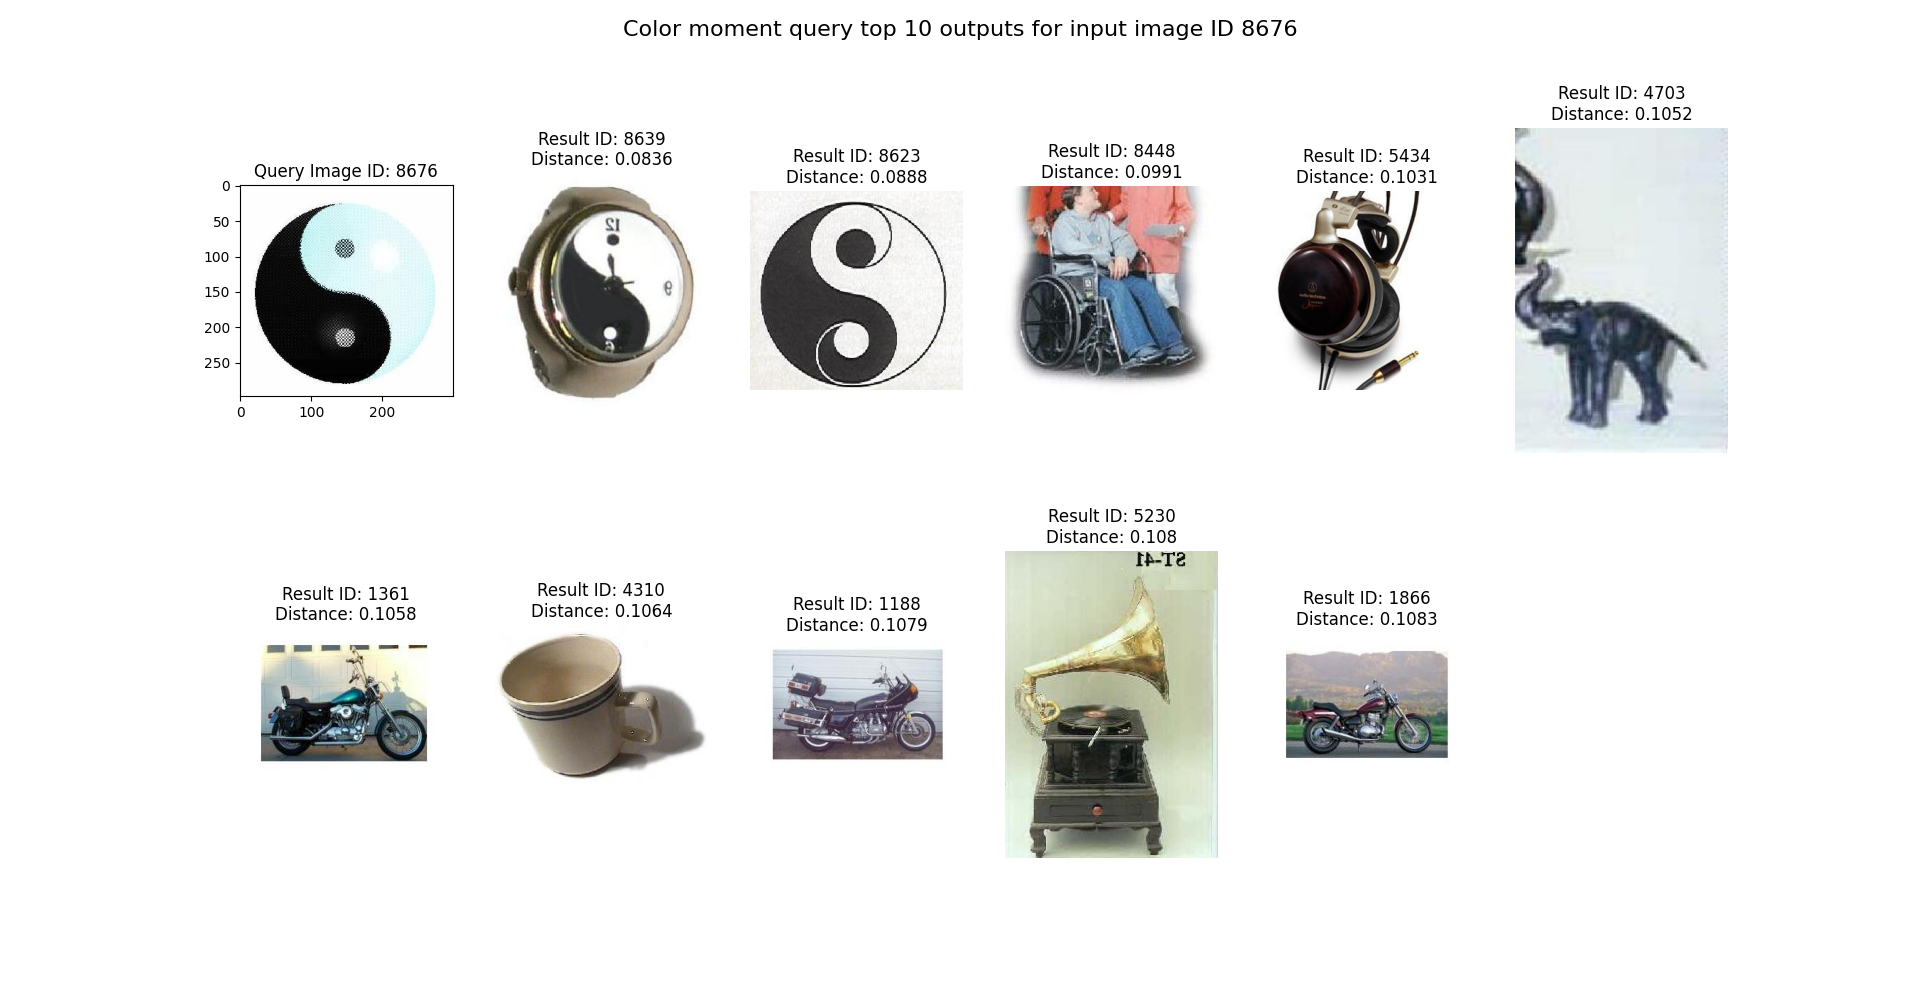 Color moment query top 10 outputs for input image ID 8676
Query Image ID: 8676
0
50
100
150
200
250
0 100 200
Result ID: 8639
Distance: 0.0836
12
9
Result ID: 8623
Distance: 0.0888
Result ID: 8448
Distance: 0.0991
Result ID: 5434
Distance: 0.1031
Result ID: 4703
Distance: 0.1052
Result ID: 1361
Distance: 0.1058
Result ID: 4310
Distance: 0.1064
Result ID: 1188
Distance: 0.1079
Result ID: 5230
Distance: 0.108
ST-41
Result ID: 1866
Distance: 0.1083